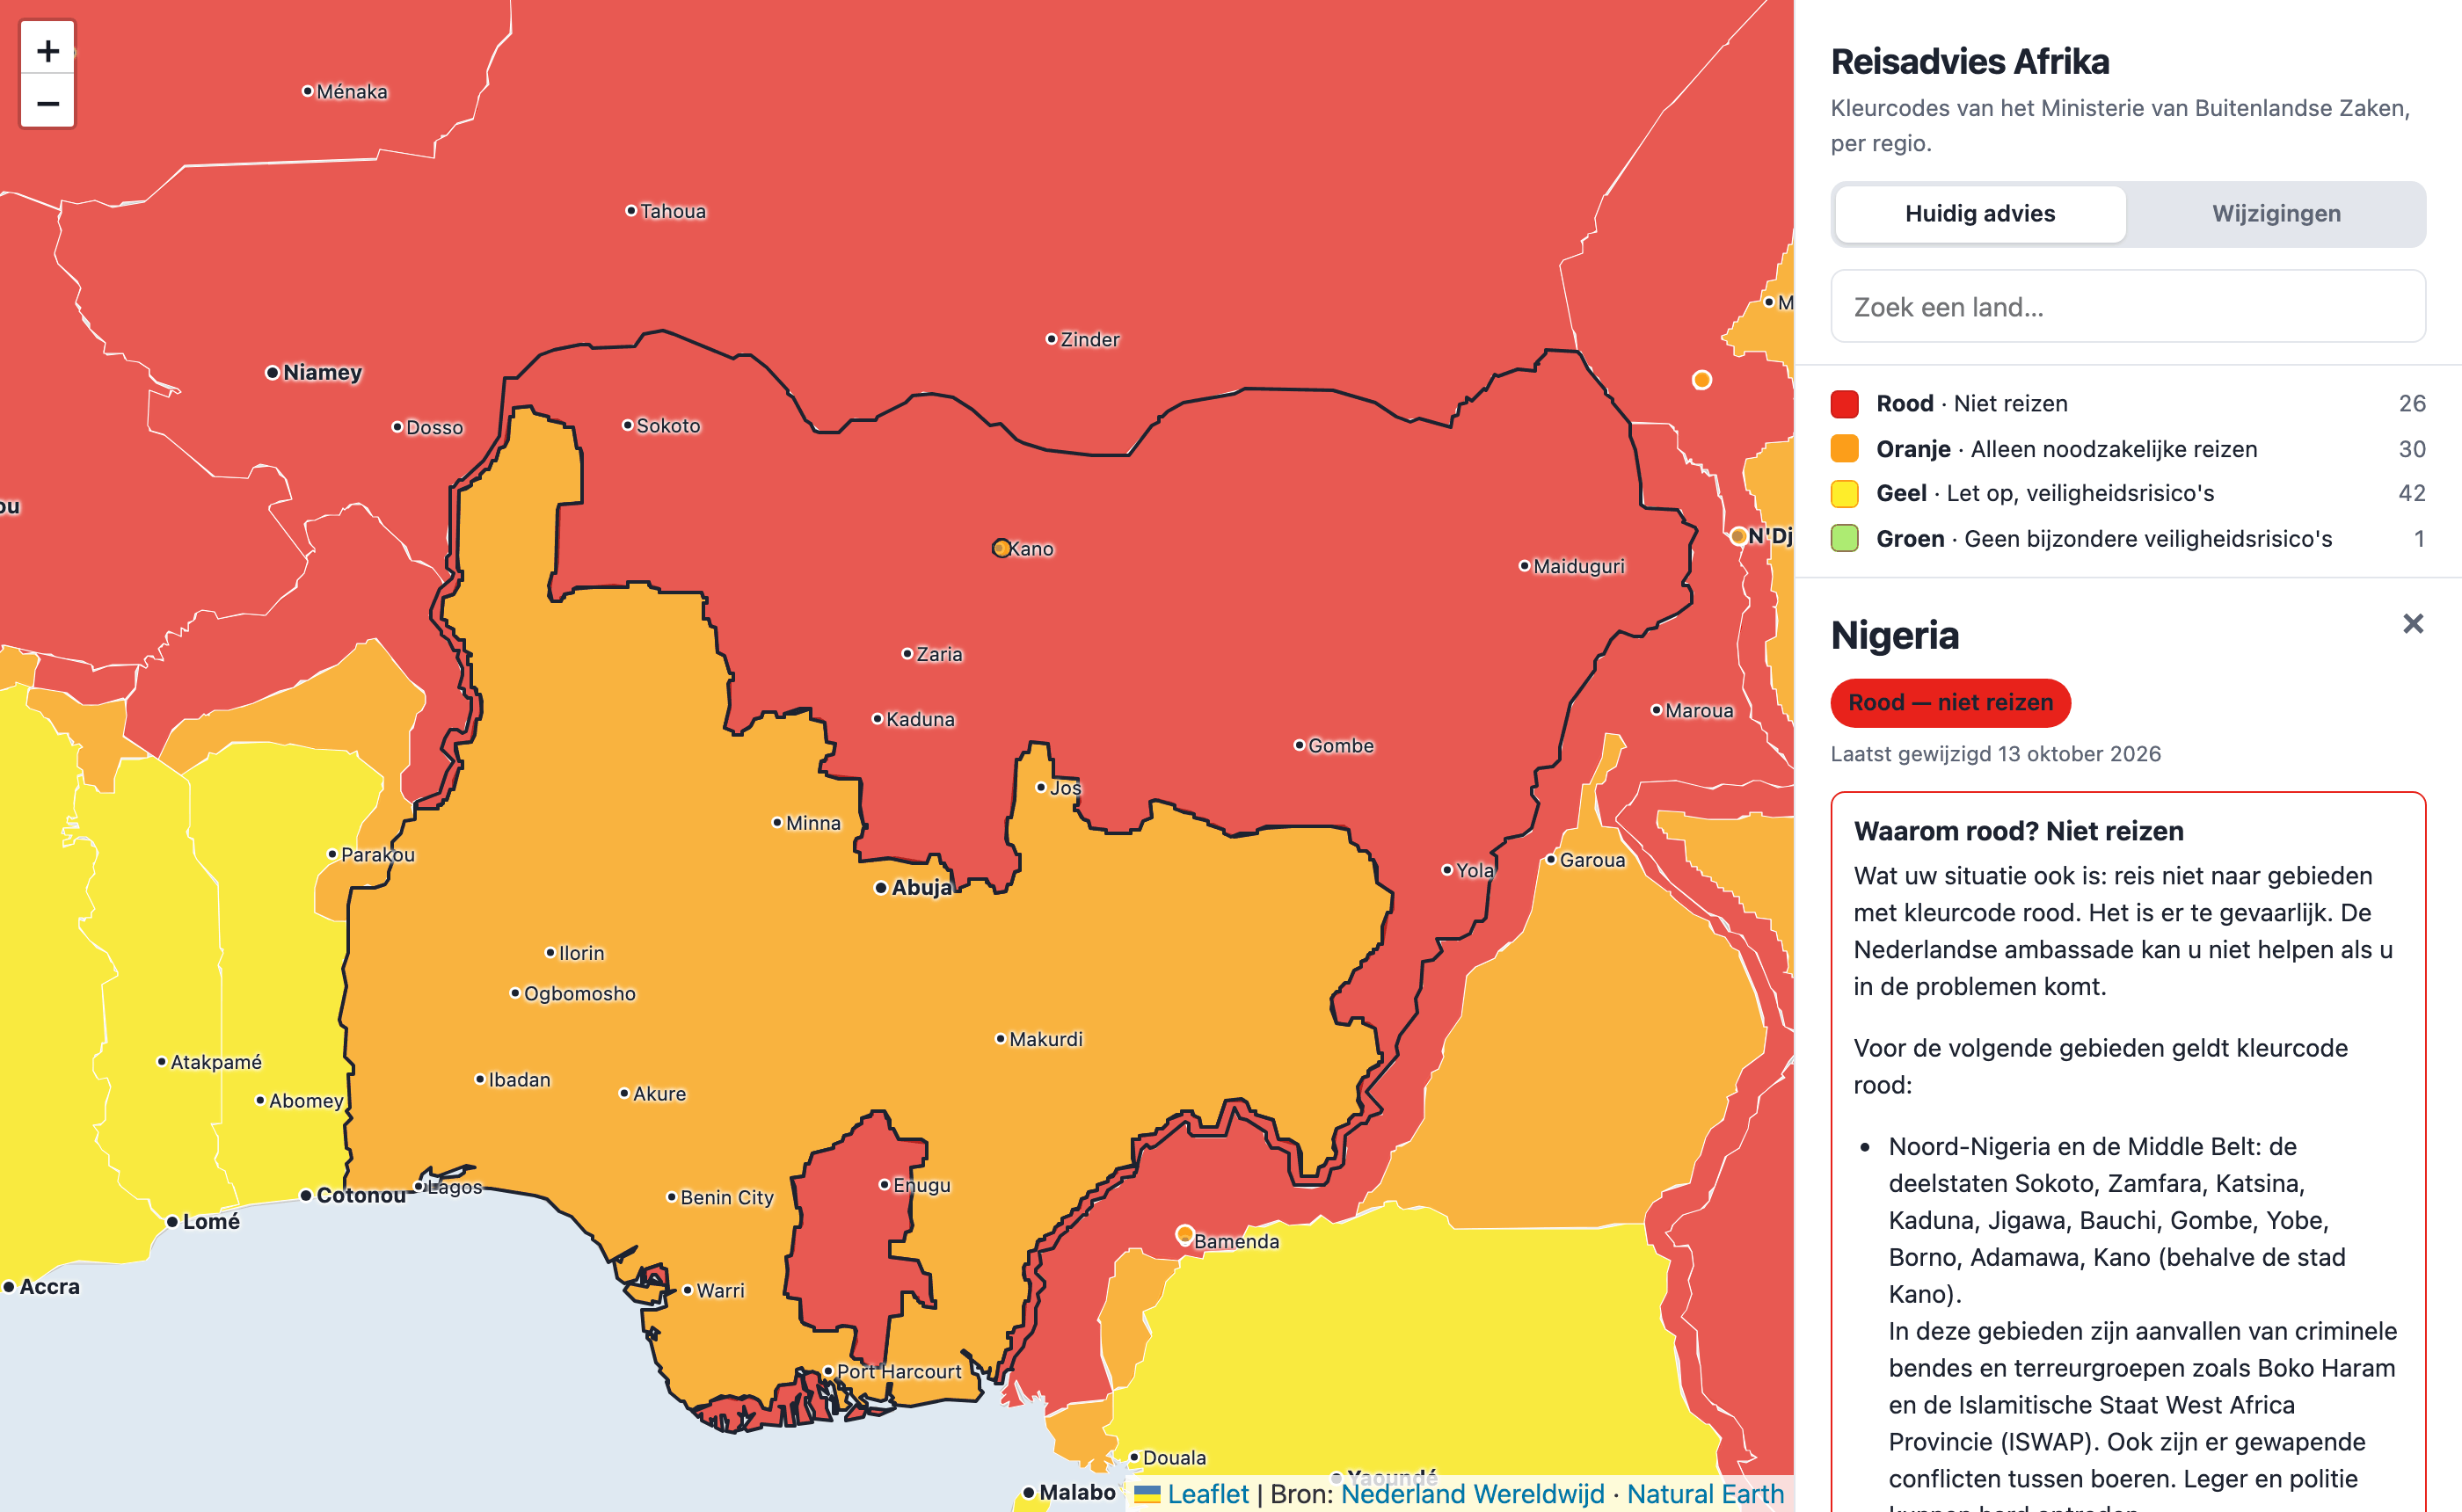 +
−
Ménaka
Tahoua
Zinder
Niamey
Dosso
Sokoto
Kano
Maiduguri
N'Dj
Zaria
Kaduna
Maroua
Gombe
Jos
Minna
Parakou
Garoua
Yola
Abuja
Ilorin
Ogbomosho
Makurdi
Atakpamé
Ibadan
Akure
Abomey
Enugu
Lagos
Cotonou
Benin City
Lomé
Bamenda
Accra
Warri
Port Harcourt
Douala
Yaoundé
Malabo
Leaflet | Bron: Nederland Wereldwijd · Natural Earth
Reisadvies Afrika
Kleurcodes van het Ministerie van Buitenlandse Zaken,
per regio.
Huidig advies
Wijzigingen
Zoek een land...
Rood · Niet reizen 26
Oranje · Alleen noodzakelijke reizen 30
Geel · Let op, veiligheidsrisico's 42
Groen · Geen bijzondere veiligheidsrisico's 1
Nigeria
×
Rood — niet reizen
Laatst gewijzigd 13 oktober 2026
Waarom rood? Niet reizen
Wat uw situatie ook is: reis niet naar gebieden
met kleurcode rood. Het is er te gevaarlijk. De
Nederlandse ambassade kan u niet helpen als u
in de problemen komt.
Voor de volgende gebieden geldt kleurcode
rood:
• Noord-Nigeria en de Middle Belt: de
deelstaten Sokoto, Zamfara, Katsina,
Kaduna, Jigawa, Bauchi, Gombe, Yobe,
Borno, Adamawa, Kano (behalve de stad
Kano).
In deze gebieden zijn aanvallen van criminele
bendes en terreurgroepen zoals Boko Haram
en de Islamitische Staat West Africa
Provincie (ISWAP). Ook zijn er gewapende
conflicten tussen boeren. Leger en politie